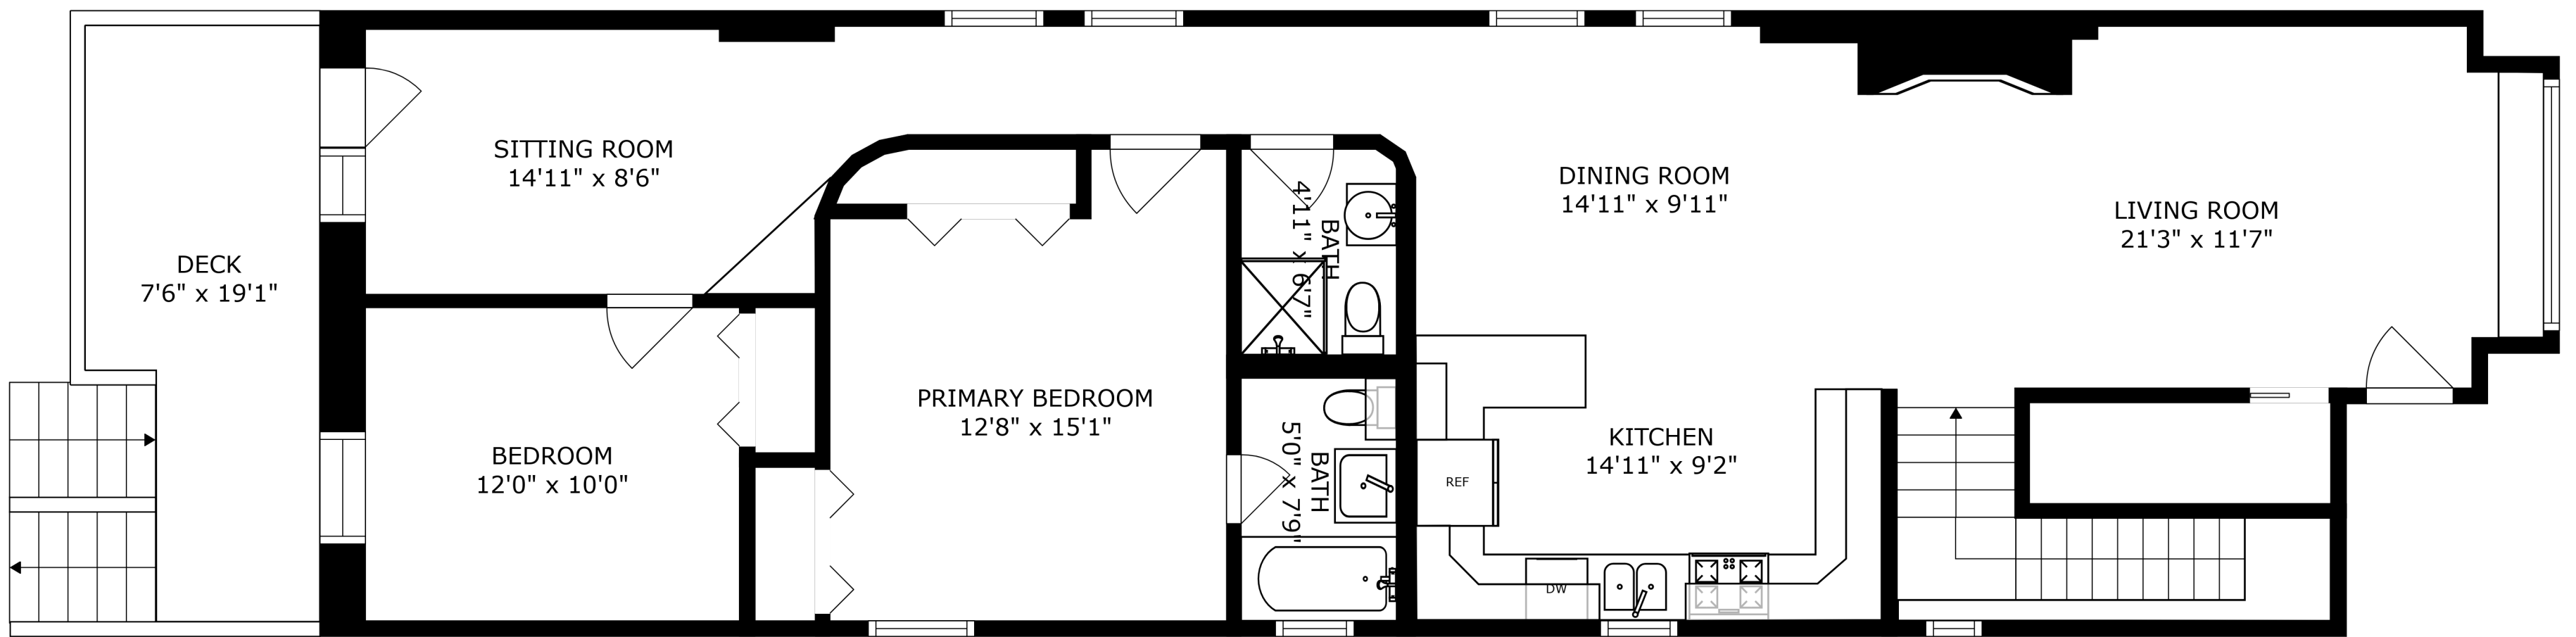 DECK
7'6" x 19'1"
SITTING ROOM
14'11" x 8'6"
BEDROOM
12'0" x 10'0"
PRIMARY BEDROOM
12'8" x 15'1"
BATH
4'11" x 6'7"
BATH
5'0" x 7'9"
DINING ROOM
14'11" x 9'11"
KITCHEN
14'11" x 9'2"
REF
DW
LIVING ROOM
21'3" x 11'7"